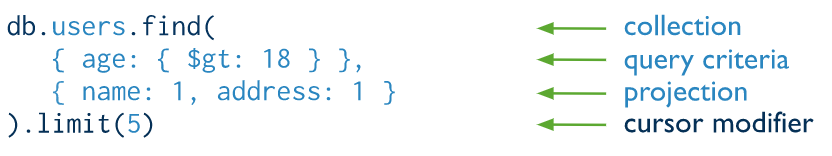 db.users.find( collection
{ age: { $gt: 18 } }, query criteria
{ name: 1, address: 1 } projection
).limit(5) cursor modifier